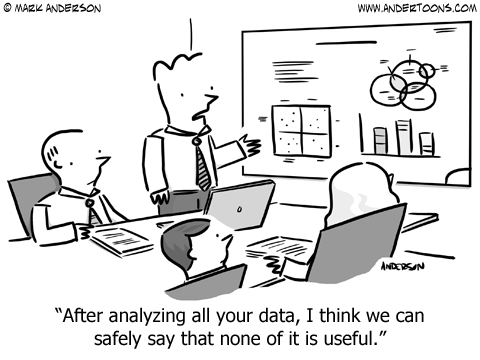 © MARK ANDERSON
WWW.ANDERTOONS.COM
ANDERSON
"After analyzing all your data, I think we can
safely say that none of it is useful."